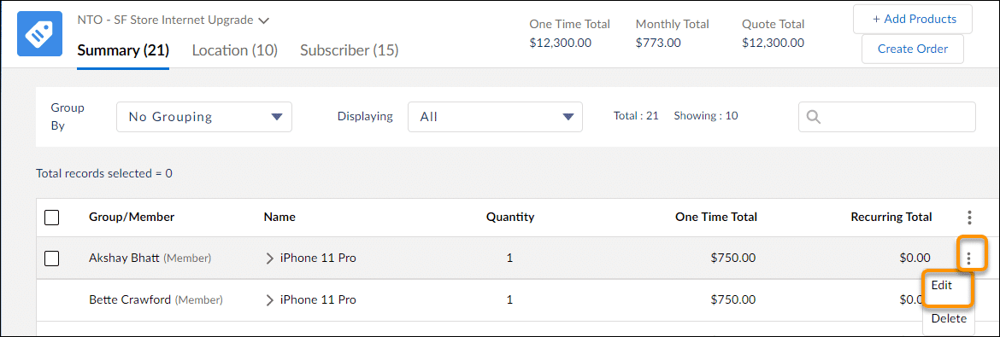 NTO - SF Store Internet Upgrade
Summary (21) Location (10) Subscriber (15)
One Time Total Monthly Total Quote Total
$12,300.00 $773.00 $12,300.00
+ Add Products
Create Order
Group By No Grouping Displaying All Total : 21 Showing : 10
Total records selected = 0
Group/Member Name Quantity One Time Total Recurring Total
Akshay Bhatt (Member) iPhone 11 Pro 1 $750.00 $0.00
Edit
Bette Crawford (Member) iPhone 11 Pro 1 $750.00
Delete